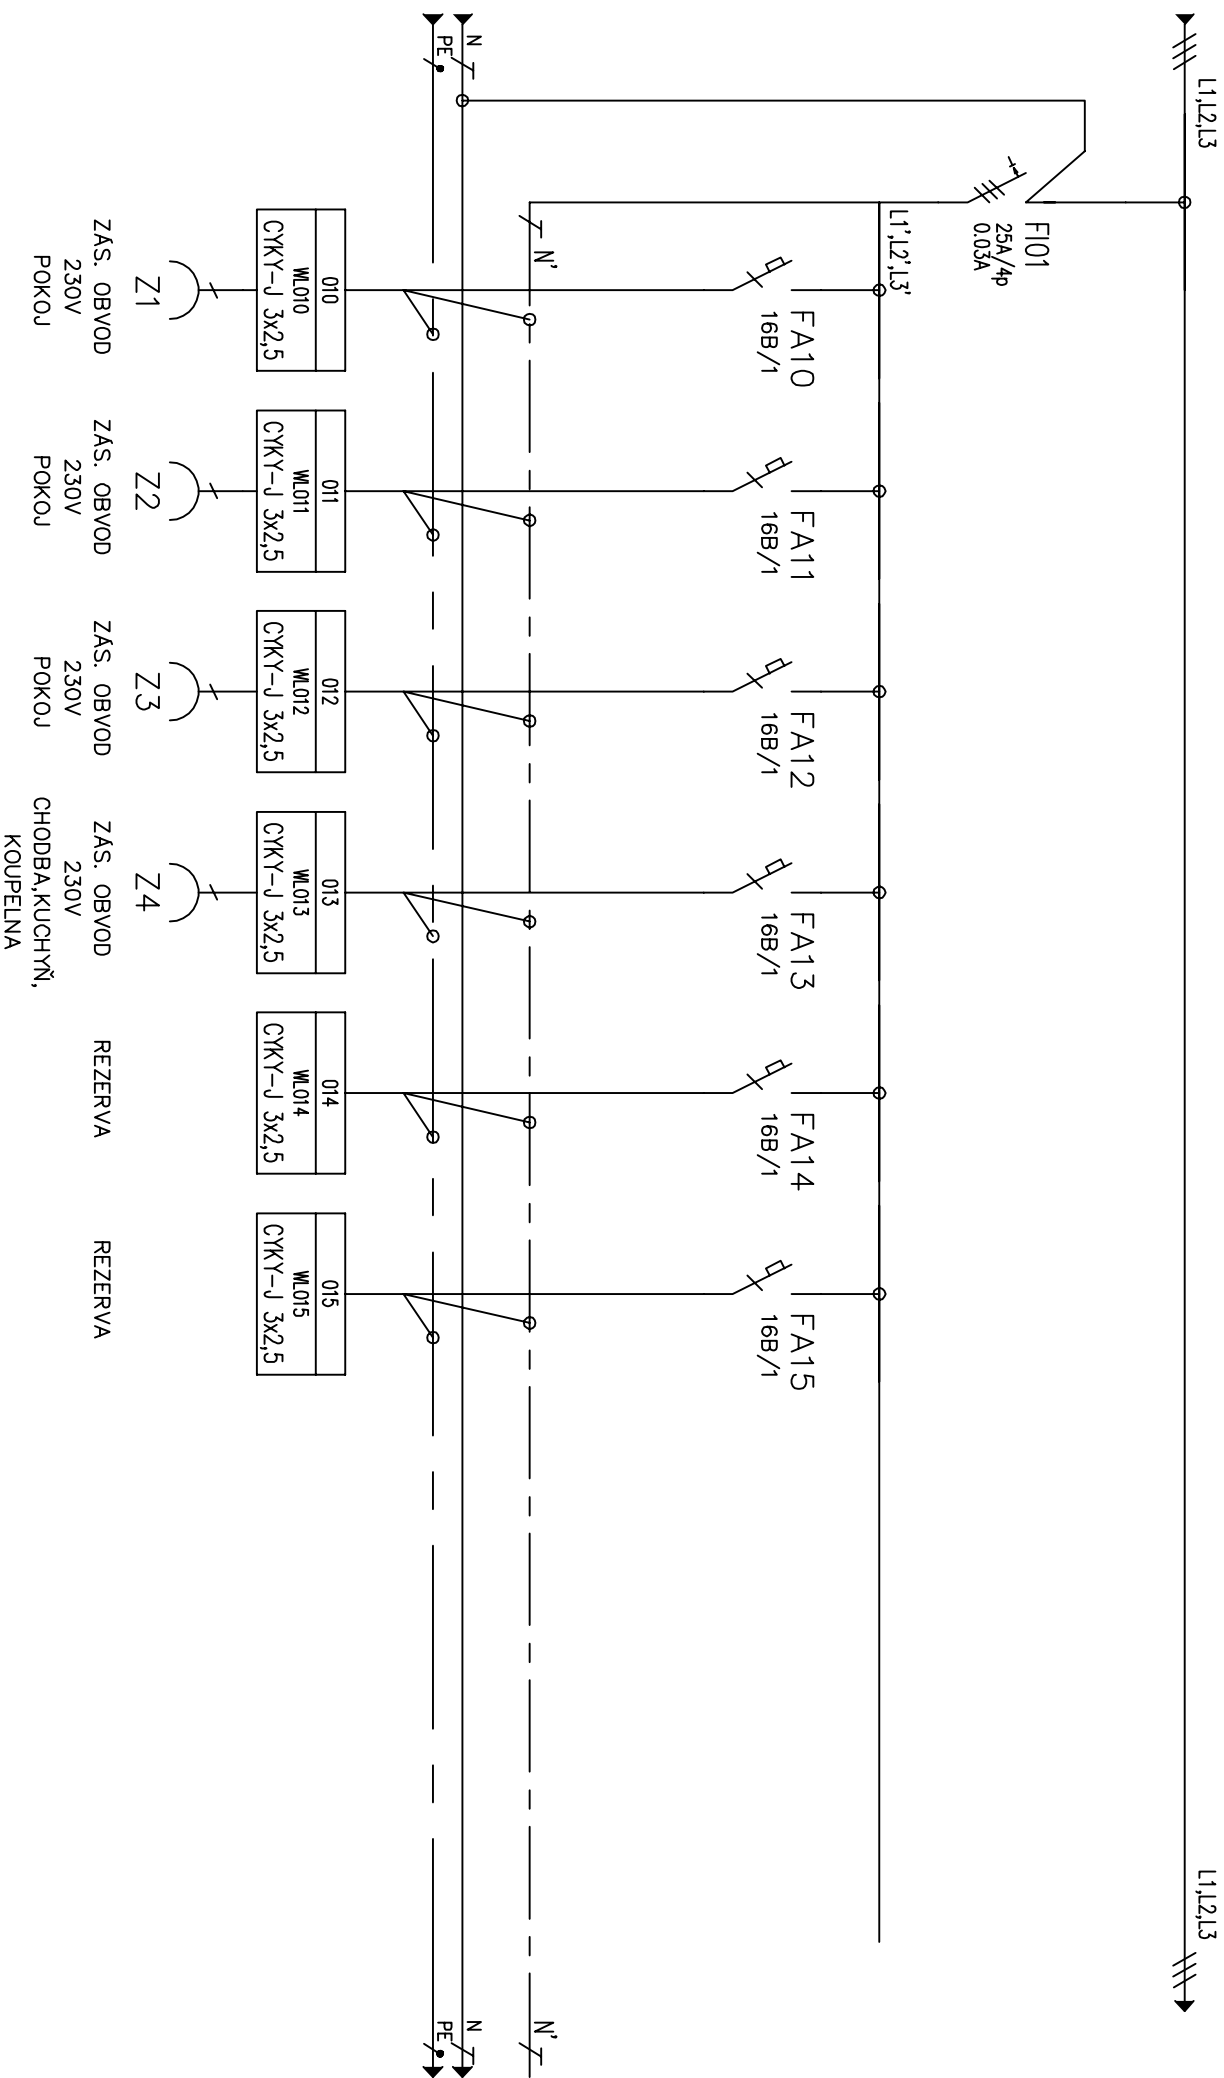 L1,L2,L3
L1,L2,L3
FI01
25A/4p
0.03A
L1',L2',L3'
FA10
16B/1
FA11
16B/1
FA12
16B/1
FA13
16B/1
FA14
16B/1
FA15
16B/1
N'
N'
N
PE
N
PE
010
WL010
CYKY-J 3x2,5
011
WL011
CYKY-J 3x2,5
012
WL012
CYKY-J 3x2,5
013
WL013
CYKY-J 3x2,5
014
WL014
CYKY-J 3x2,5
015
WL015
CYKY-J 3x2,5
Z1
ZÁS. OBVOD
230V
POKOJ
Z2
ZÁS. OBVOD
230V
POKOJ
Z3
ZÁS. OBVOD
230V
POKOJ
Z4
ZÁS. OBVOD
230V
CHODBA,KUCHYŇ,
KOUPELNA
REZERVA
REZERVA